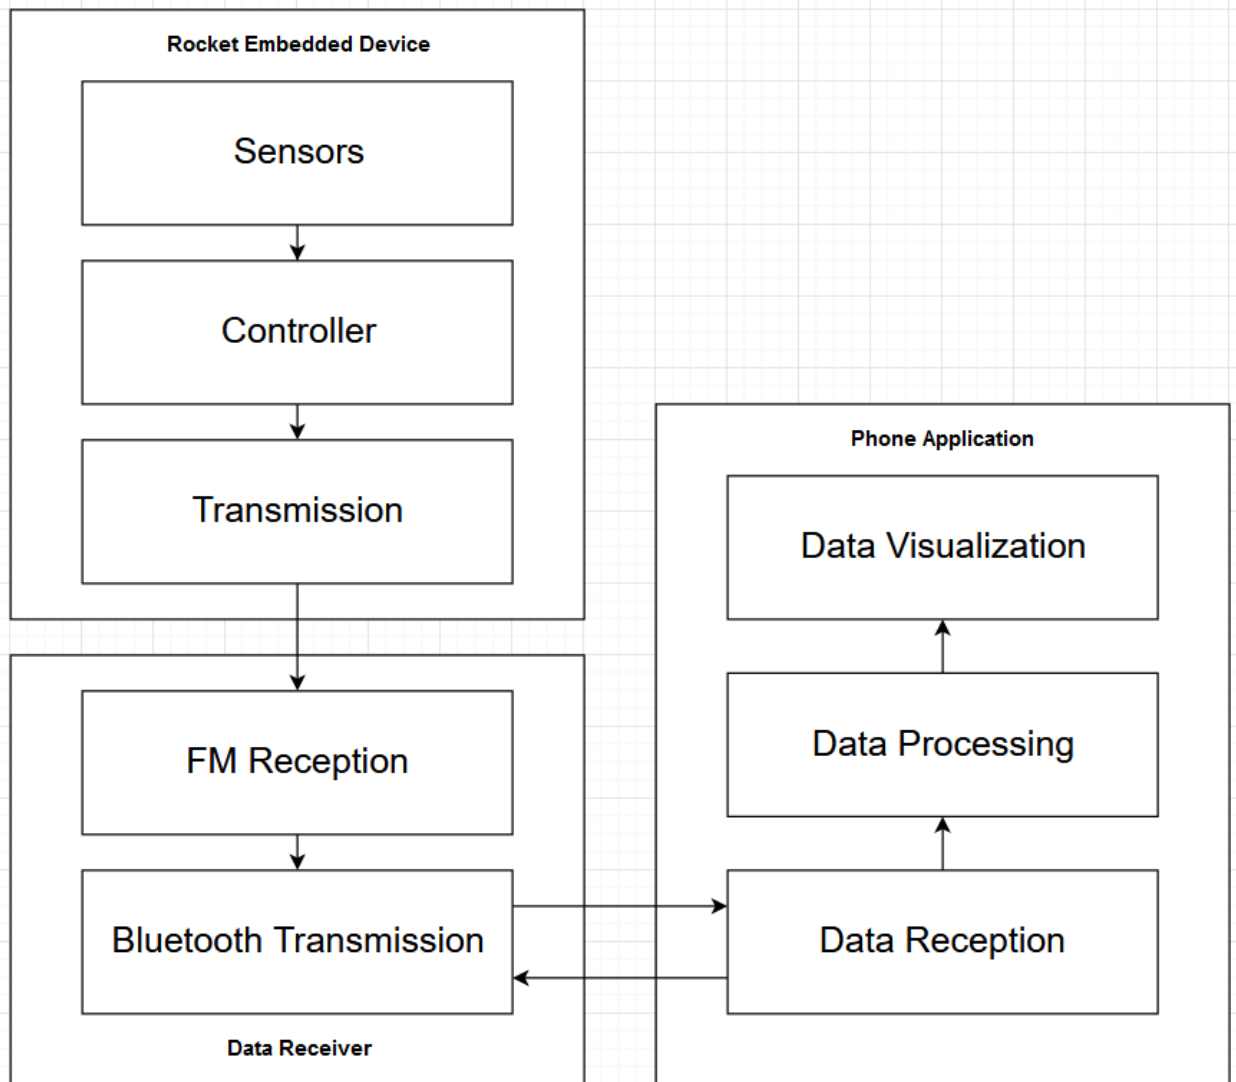 Rocket Embedded Device
Sensors
Controller
Transmission
FM Reception
Bluetooth Transmission
Data Receiver
Phone Application
Data Visualization
Data Processing
Data Reception